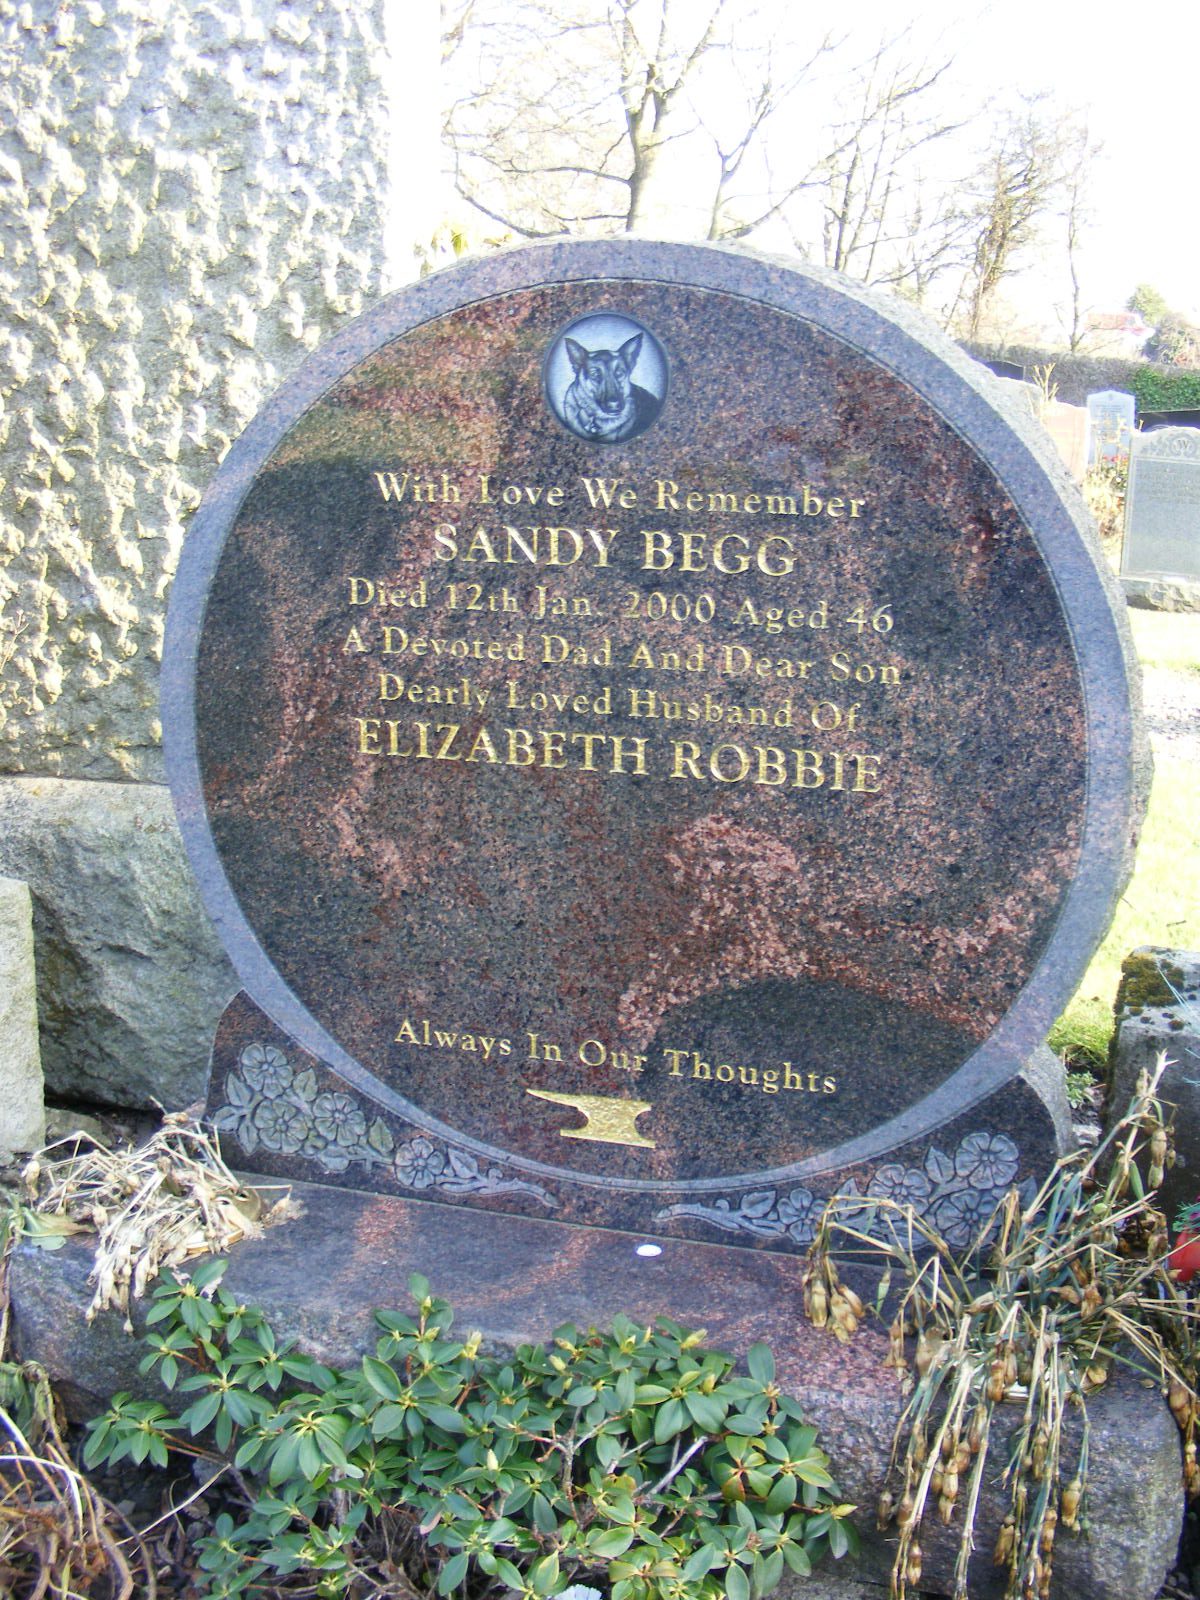 With Love We Remember
SANDY BEGG
Died 12th Jan. 2000 Aged 46
A Devoted Dad And Dear Son
Dearly Loved Husband Of
ELIZABETH ROBBIE
Always In Our Thoughts